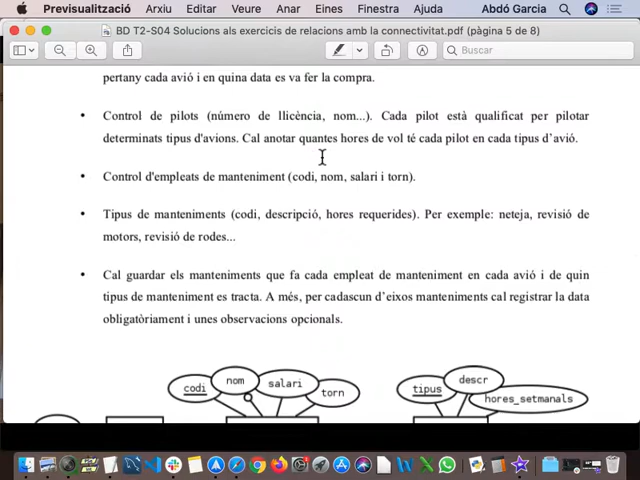 Previsualització Arxiu Editar Veure Anar Eines Finestra Ajuda Abdó Garcia
BD T2-S04 Solucions als exercicis de relacions amb la connectivitat.pdf (pàgina 5 de 8)
Buscar
pertany cada avió i en quina data es va fer la compra.
• Control de pilots (número de llicència, nom...). Cada pilot està qualificat per pilotar
determinats tipus d'avions. Cal anotar quantes hores de vol té cada pilot en cada tipus d’avió.
• Control d'empleats de manteniment (codi, nom, salari i torn).
• Tipus de manteniments (codi, descripció, hores requerides). Per exemple: neteja, revisió de
motors, revisió de rodes...
• Cal guardar els manteniments que fa cada empleat de manteniment en cada avió i de quin
tipus de manteniment es tracta. A més, per cadascun d’eixos manteniments cal registrar la data
obligatòriament i unes observacions opcionals.
codi nom salari torn tipus descr hores_setmanals